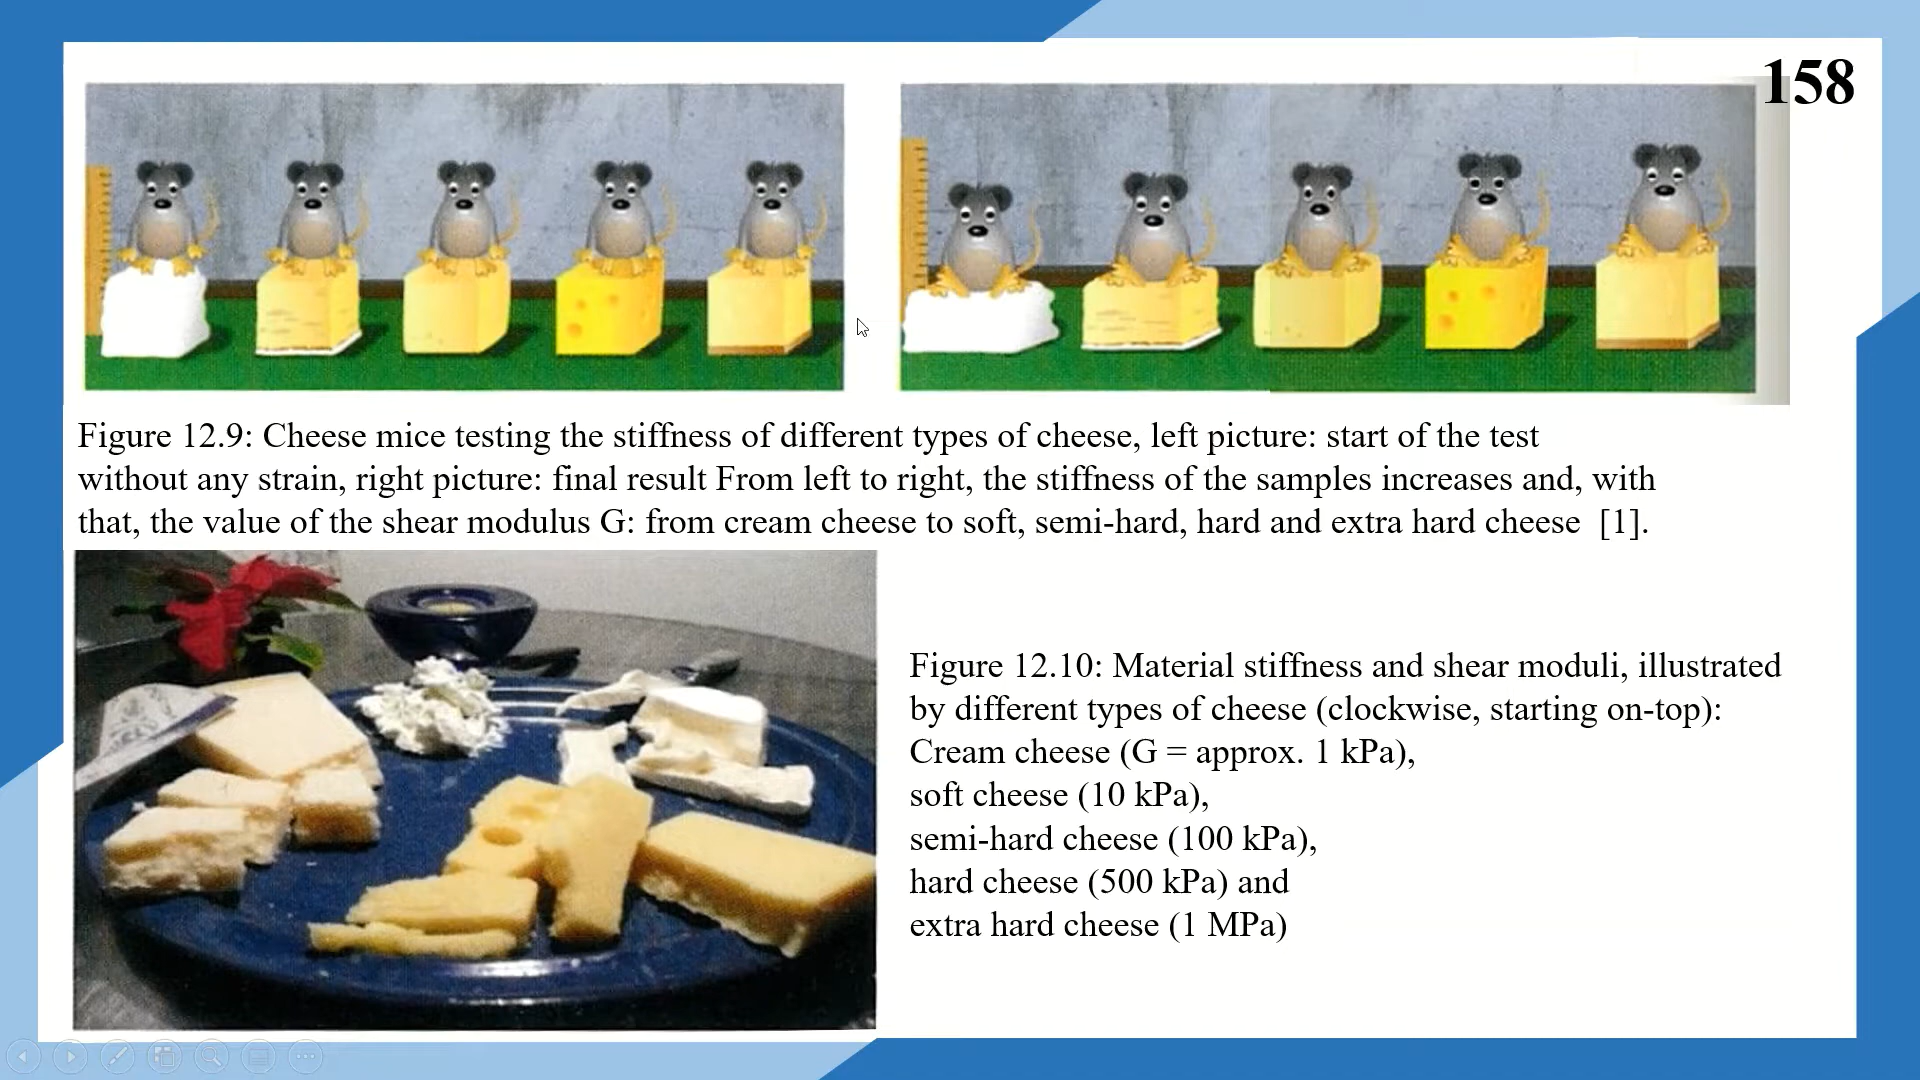 158
Figure 12.9: Cheese mice testing the stiffness of different types of cheese, left picture: start of the test
without any strain, right picture: final result From left to right, the stiffness of the samples increases and, with
that, the value of the shear modulus G: from cream cheese to soft, semi-hard, hard and extra hard cheese [1].
Figure 12.10: Material stiffness and shear moduli, illustrated
by different types of cheese (clockwise, starting on-top):
Cream cheese (G = approx. 1 kPa),
soft cheese (10 kPa),
semi-hard cheese (100 kPa),
hard cheese (500 kPa) and
extra hard cheese (1 MPa)